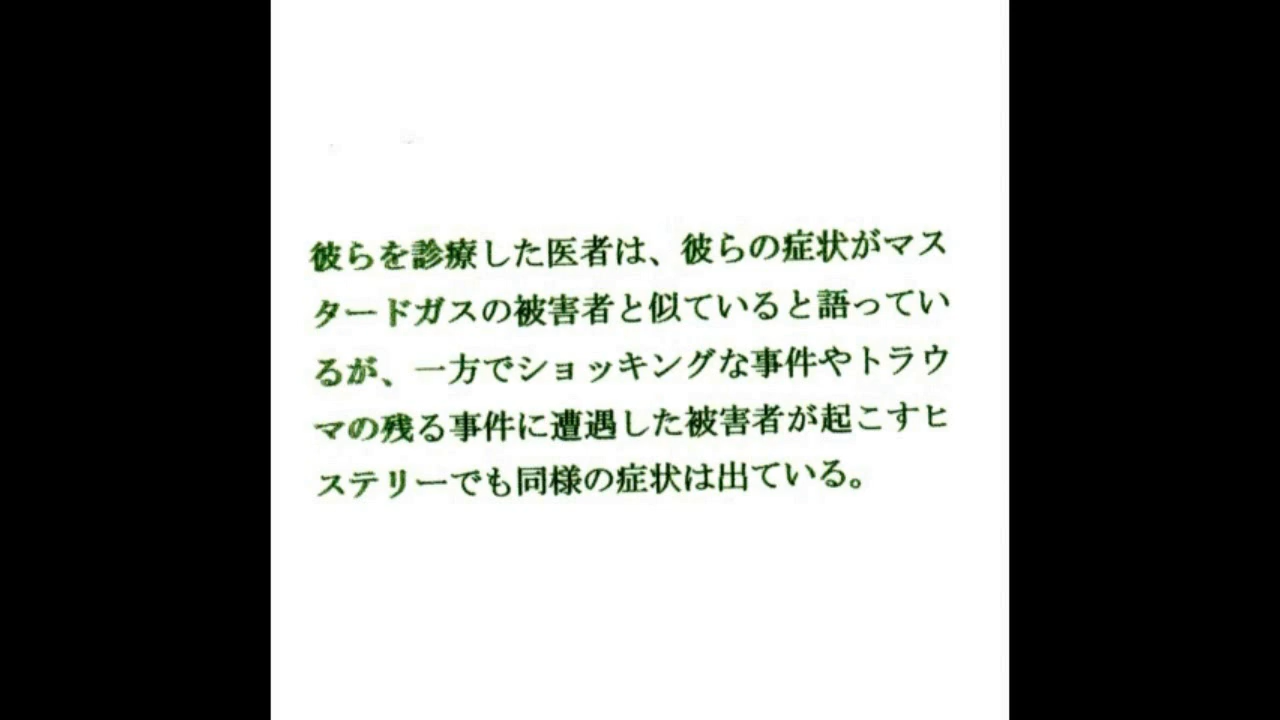 彼らを診療した医者は、彼らの症状がマス
タードガスの被害者と似ていると語ってい
るが、一方でショッキングな事件やトラウ
マの残る事件に遭遇した被害者が起こすヒ
ステリーでも同様の症状は出ている。